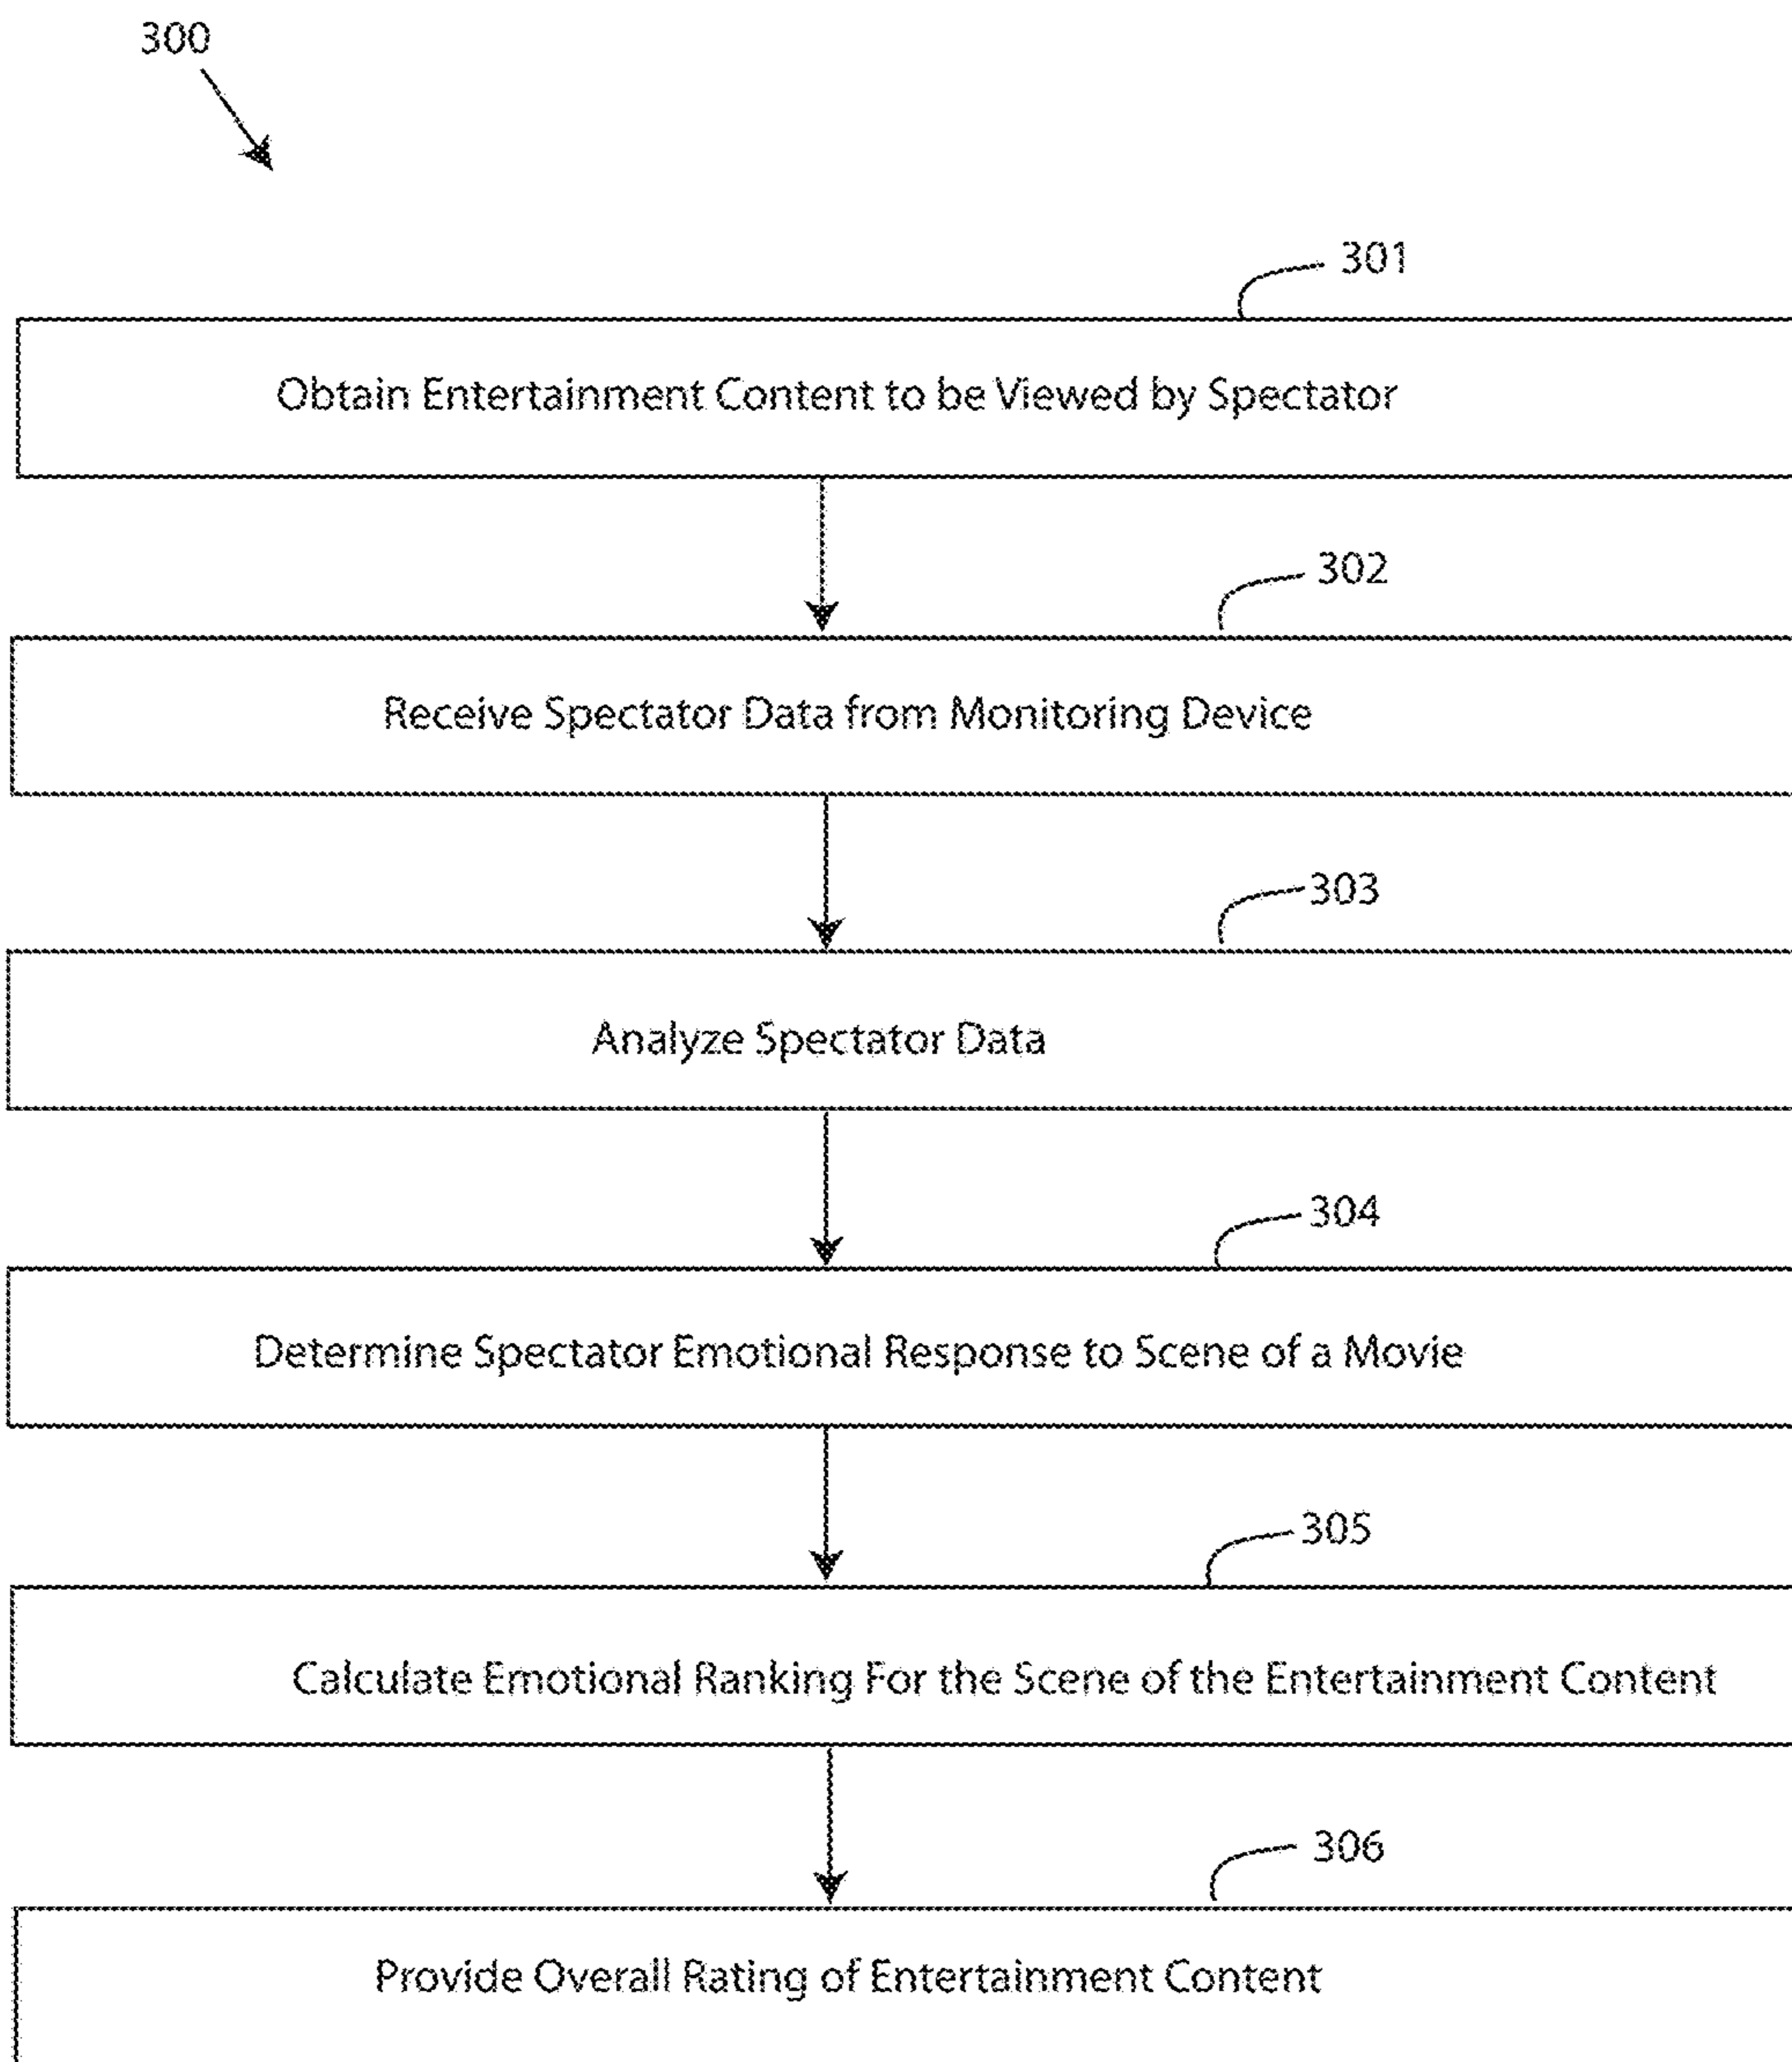 300
301
Obtain Entertainment Content to be Viewed by Spectator
302
Receive Spectator Data from Monitoring Device
303
Analyze Spectator Data
304
Determine Spectator Emotional Response to Scene of a Movie
305
Calculate Emotional Ranking For the Scene of the Entertainment Content
306
Provide Overall Rating of Entertainment Content